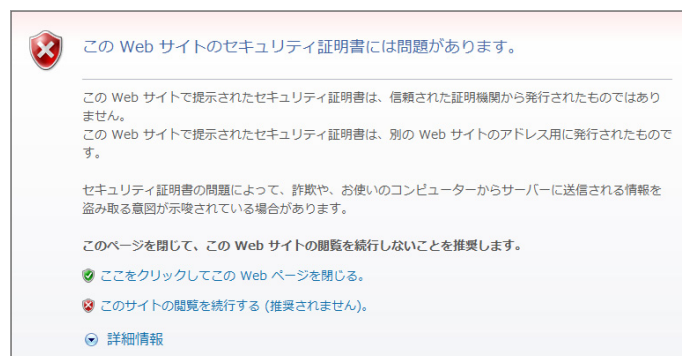 この Web サイトのセキュリティ証明書には問題があります。
この Web サイトで提示されたセキュリティ証明書は、信頼された証明機関から発行されたものではあり
ません。
この Web サイトで提示されたセキュリティ証明書は、別の Web サイトのアドレス用に発行されたもので
す。
セキュリティ証明書の問題によって、詐欺や、お使いのコンピューターからサーバーに送信される情報を
盗み取る意図が示唆されている場合があります。
このページを閉じて、この Web サイトの閲覧を続行しないことを推奨します。
ここをクリックしてこの Web ページを閉じる。
このサイトの閲覧を続行する (推奨されません)。
詳細情報